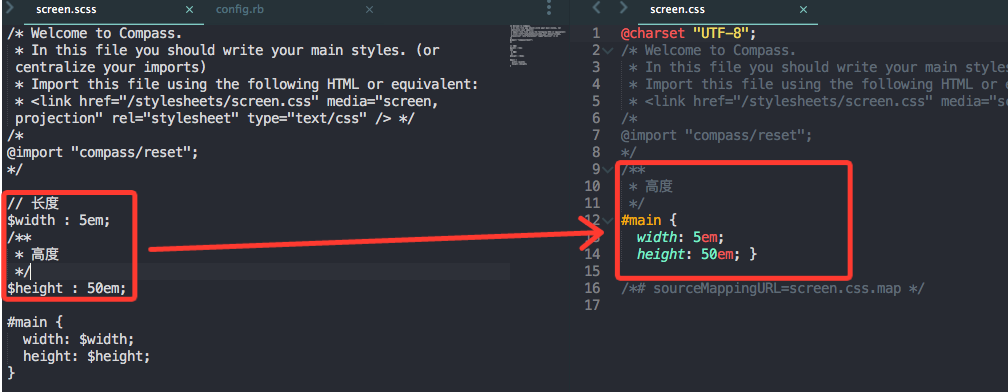 screen.scss
config.rb
/* Welcome to Compass.
* In this file you should write your main styles. (or
centralize your imports)
* Import this file using the following HTML or equivalent:
* <link href="/stylesheets/screen.css" media="screen,
projection" rel="stylesheet" type="text/css" /> */
/*
@import "compass/reset";
*/
// 长度
$width : 5em;
/**
* 高度
*/
$height : 50em;
#main {
width: $width;
height: $height;
}
screen.css
1 @charset "UTF-8";
2 /* Welcome to Compass.
3 * In this file you should write your main styles
4 * Import this file using the following HTML or
5 * <link href="/stylesheets/screen.css" media="
6 /*
7 @import "compass/reset";
8 */
9 /**
10 * 高度
11 */
12 #main {
13 width: 5em;
14 height: 50em; }
15
16 /*# sourceMappingURL=screen.css.map */
17